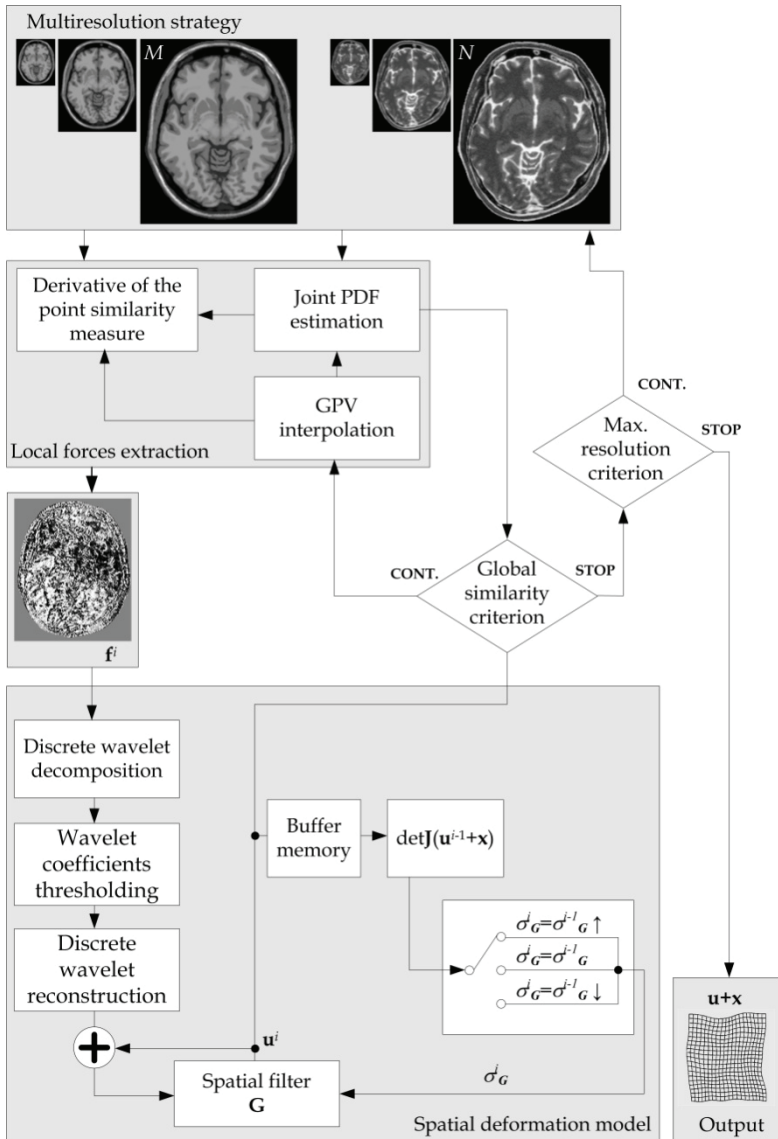 Multiresolution strategy
M
N
Derivative of the
point similarity
measure
Joint PDF
estimation
GPV
interpolation
Local forces extraction
CONT.
Max.
resolution
criterion
STOP
CONT.
Global
similarity
criterion
STOP
f^i
Discrete wavelet
decomposition
Wavelet
coefficients
thresholding
Discrete
wavelet
reconstruction
Buffer
memory
detJ(u^{i-1}+x)
σ^i_G=σ^{i-1}_G ↑
σ^i_G=σ^{i-1}_G
σ^i_G=σ^{i-1}_G ↓
u^i
Spatial filter
G
σ^i_G
Spatial deformation model
u+x
Output